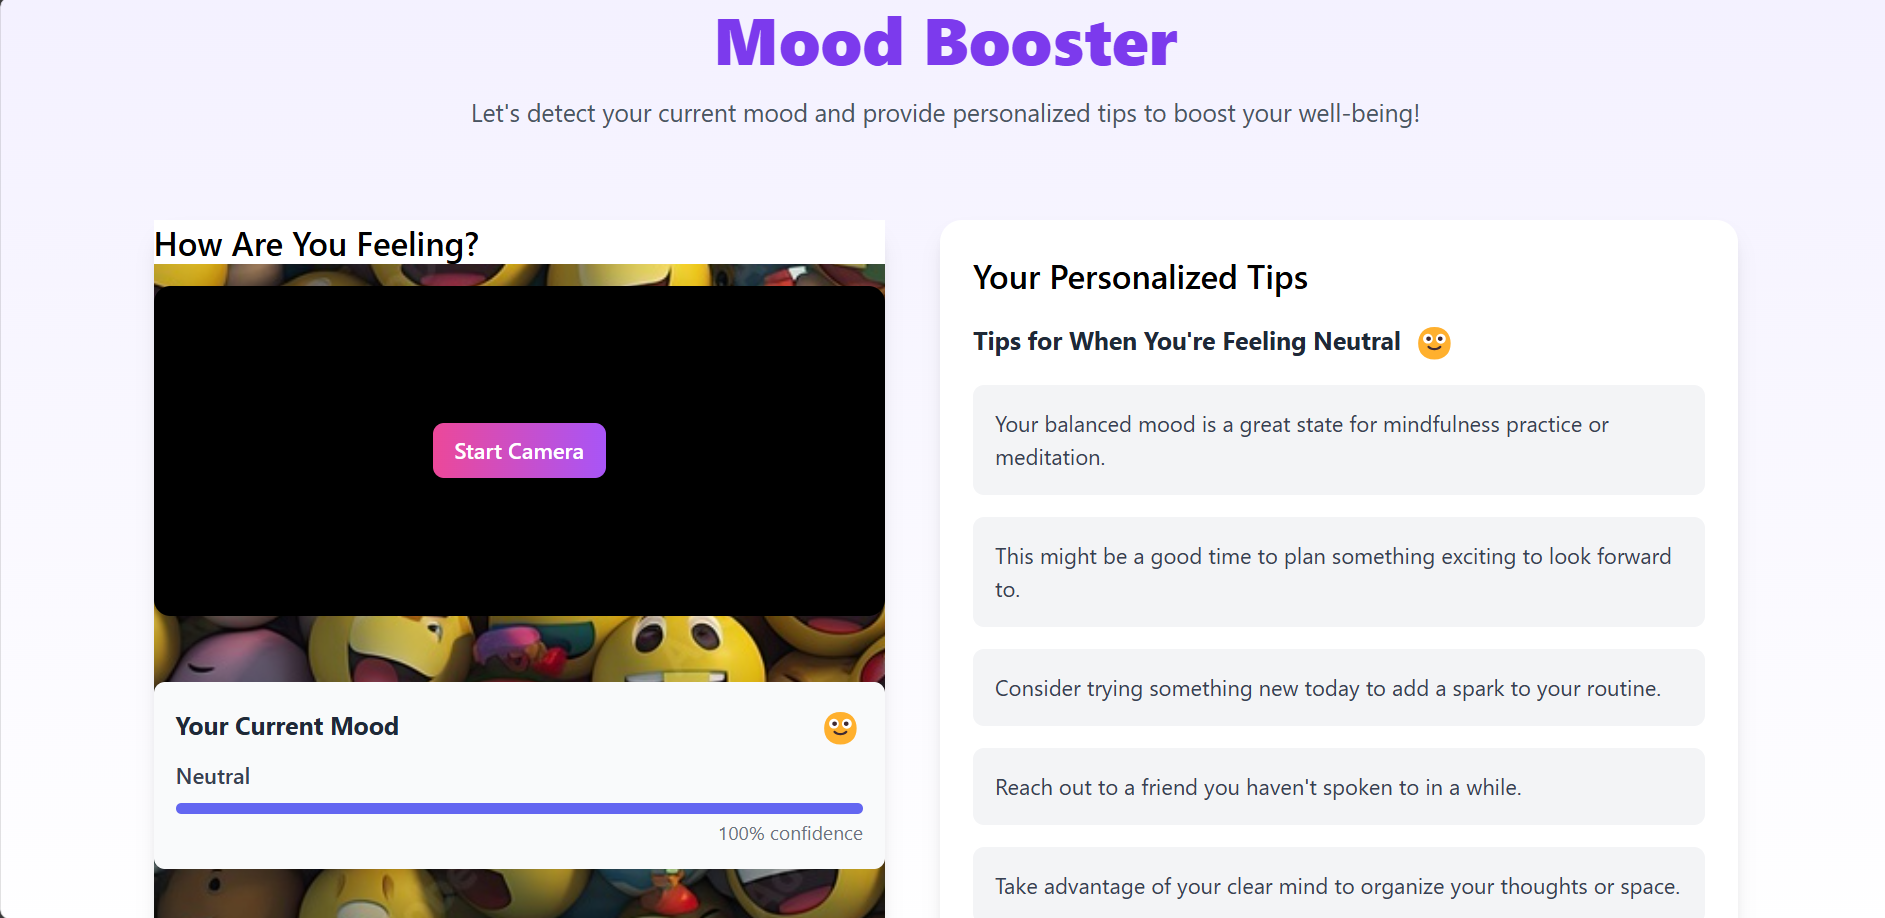 Mood Booster
Let's detect your current mood and provide personalized tips to boost your well-being!
How Are You Feeling?
Start Camera
Your Current Mood
Neutral
100% confidence
Your Personalized Tips
Tips for When You're Feeling Neutral
Your balanced mood is a great state for mindfulness practice or
meditation.
This might be a good time to plan something exciting to look forward
to.
Consider trying something new today to add a spark to your routine.
Reach out to a friend you haven't spoken to in a while.
Take advantage of your clear mind to organize your thoughts or space.